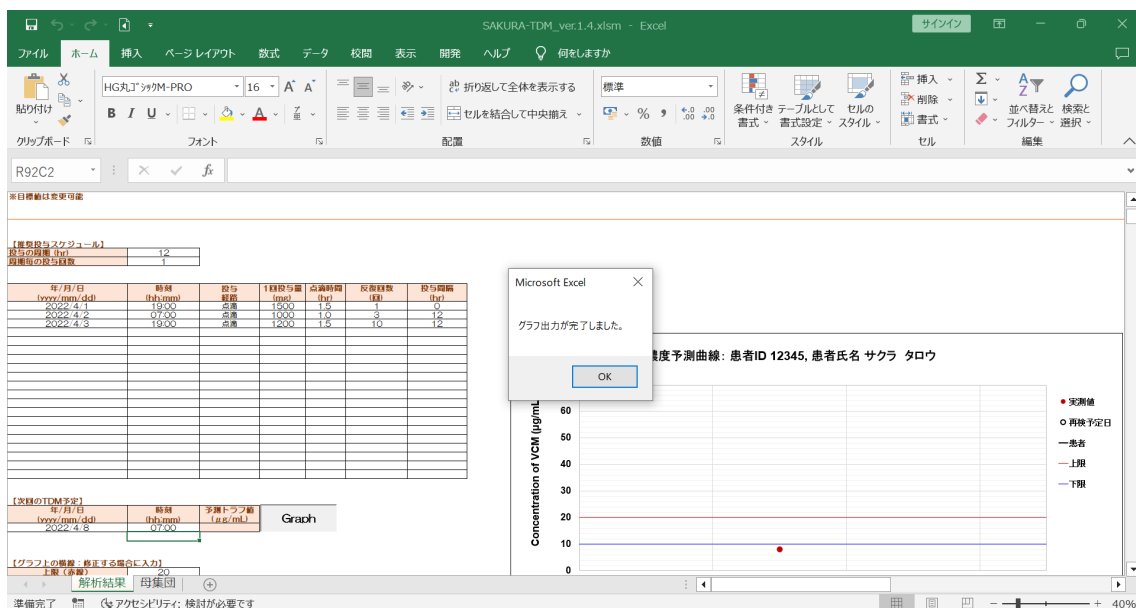 SAKURA-TDM_ver.1.4.xlsm - Excel
サインイン
ファイル ホーム 挿入 ページ レイアウト 数式 データ 校閲 表示 開発 ヘルプ 何をしますか
貼り付け
クリップボード
HG丸ｺﾞｼｯｸM-PRO 16
B I U A
フォント
折り返して全体を表示する
セルを結合して中央揃え
配置
標準
%
数値
条件付き書式 テーブルとして書式設定 セルのスタイル
スタイル
挿入
削除
書式
セル
並べ替えとフィルター 検索と選択
編集
R92C2 fx
※目標値は変更可能
【推奨投与スケジュール】
投与の周期 (hr) 12
周期毎の投与回数 1
年/月/日 (yyyy/mm/dd) 時刻 (hh:mm) 投与経路 1回投与量 (mg) 点滴時間 (hr) 反復回数 (回) 投与間隔 (hr)
2022/4/1 19:00 点滴 1500 1.5 1 0
2022/4/2 07:00 点滴 1000 1.0 3 12
2022/4/3 19:00 点滴 1200 1.5 10 12
Microsoft Excel
グラフ出力が完了しました。
OK
度予測曲線: 患者ID 12345, 患者氏名 サクラ タロウ
Concentration of VCM (μg/mL)
60
50
40
30
20
10
0
実測値
再検予定日
患者
上限
下限
【次回のTDM予定】
年/月/日 (yyyy/mm/dd) 時刻 (hh:mm) 予測トラフ値 (μg/mL)
2022/4/8 07:00
Graph
【グラフ上の横線：修正する場合に入力】
上限（赤線） 20
解析結果 母集団
準備完了 アクセシビリティ: 検討が必要です 40%